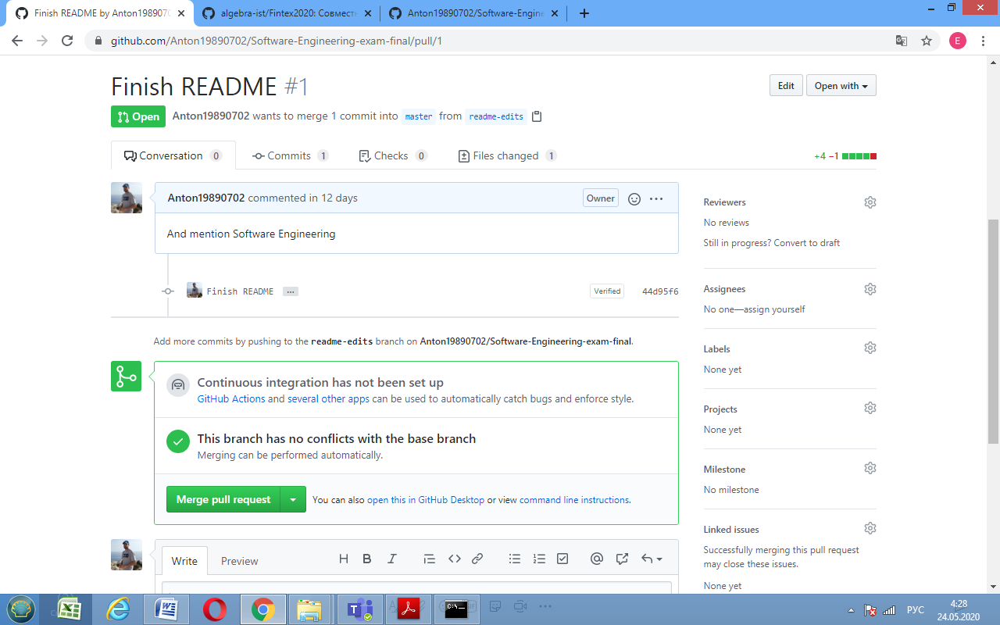 Finish README by Anton1989070
algebra-ist/Fintex2020: Совмест
Anton19890702/Software-Engine
github.com/Anton19890702/Software-Engineering-exam-final/pull/1
E
Finish README #1
Edit
Open with
Open
Anton19890702 wants to merge 1 commit into master from readme-edits
Conversation 0
Commits 1
Checks 0
Files changed 1
+4 −1
Anton19890702 commented in 12 days
Owner
And mention Software Engineering
Finish README ...
Verified
44d95f6
Add more commits by pushing to the readme-edits branch on Anton19890702/Software-Engineering-exam-final.
Continuous integration has not been set up
GitHub Actions and several other apps can be used to automatically catch bugs and enforce style.
This branch has no conflicts with the base branch
Merging can be performed automatically.
Merge pull request
You can also open this in GitHub Desktop or view command line instructions.
Write
Preview
H B I
Reviewers
No reviews
Still in progress? Convert to draft
Assignees
No one—assign yourself
Labels
None yet
Projects
None yet
Milestone
No milestone
Linked issues
Successfully merging this pull request
may close these issues.
None yet
РУС
4:28
24.05.2020